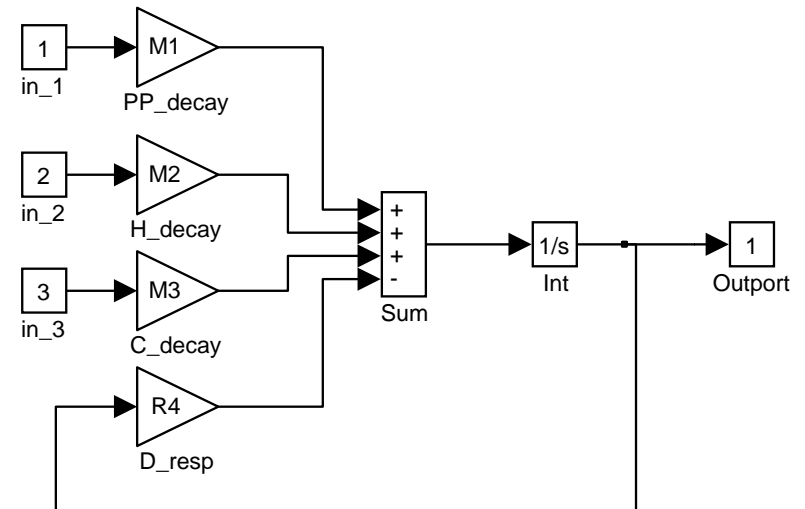 1
in_1
M1
PP_decay
2
in_2
M2
H_decay
3
in_3
M3
C_decay
R4
D_resp
+
+
+
-
Sum
1/s
Int
1
Outport